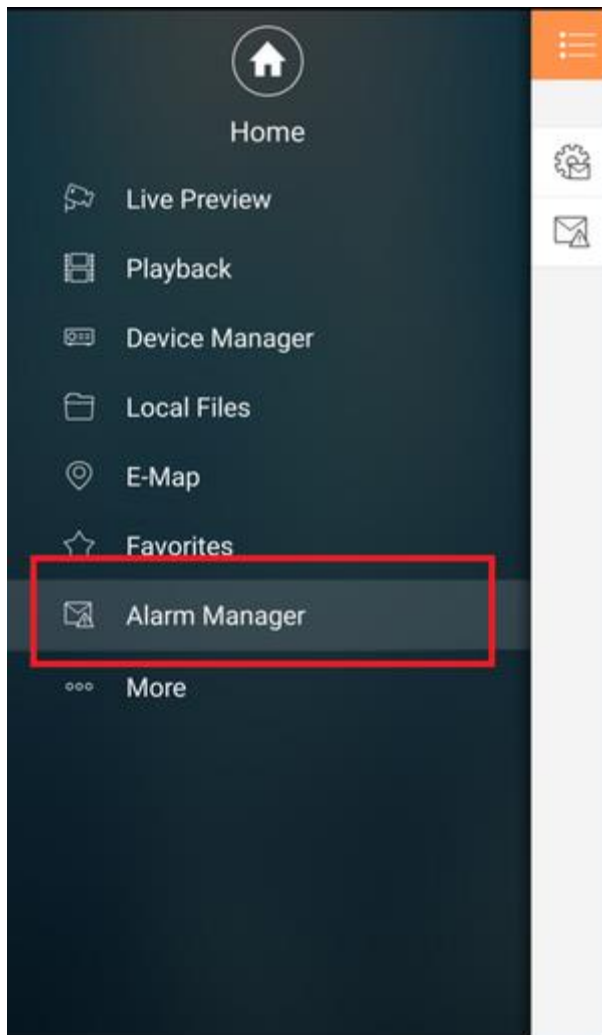 Home
Live Preview
Playback
Device Manager
Local Files
E-Map
Favorites
Alarm Manager
More